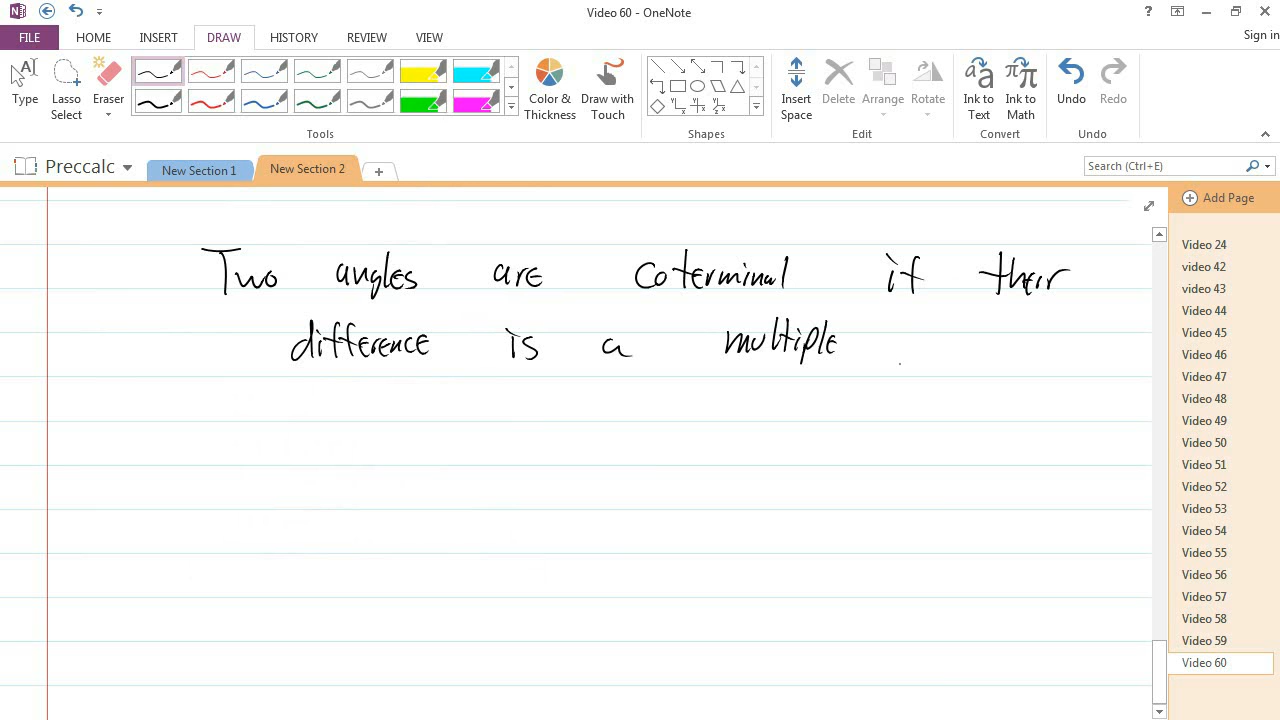 Video 60 - OneNote
Sign in
FILE HOME INSERT DRAW HISTORY REVIEW VIEW
Type
Lasso Select
Eraser
Color & Thickness
Draw with Touch
Insert Space
Delete
Arrange
Rotate
Ink to Text
Ink to Math
Undo
Redo
Tools
Shapes
Edit
Convert
Undo
Preccalc
New Section 1
New Section 2
Search (Ctrl+E)
Add Page
Two angles are coterminal if their
difference is a multiple
Video 24
video 42
video 43
Video 44
Video 45
Video 46
Video 47
Video 48
Video 49
Video 50
Video 51
Video 52
Video 53
Video 54
Video 55
Video 56
Video 57
Video 58
Video 59
Video 60